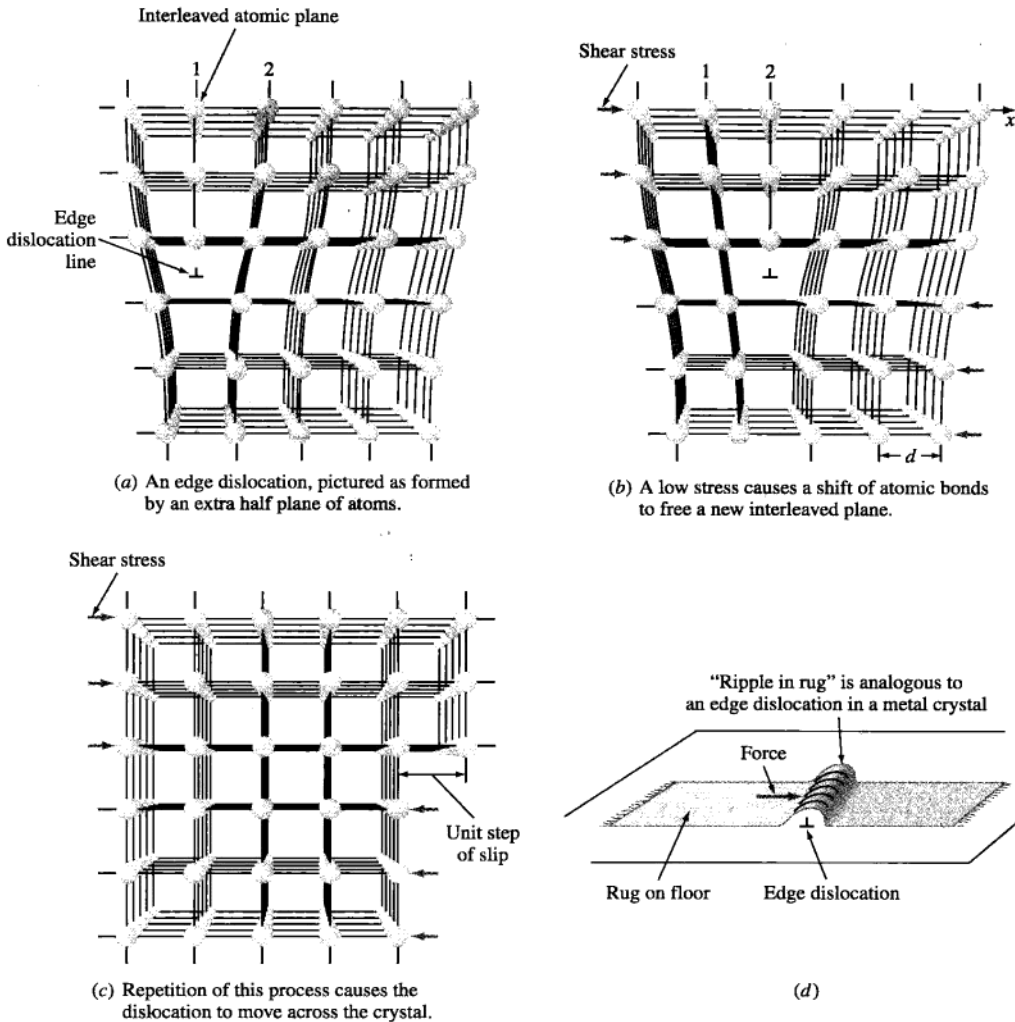 Interleaved atomic plane
1 2
Edge
dislocation
line
⊥
(a) An edge dislocation, pictured as formed
by an extra half plane of atoms.
Shear stress
1 2
x
⊥
d
(b) A low stress causes a shift of atomic bonds
to free a new interleaved plane.
Shear stress
Unit step
of slip
(c) Repetition of this process causes the
dislocation to move across the crystal.
"Ripple in rug" is analogous to
an edge dislocation in a metal crystal
Force
⊥
Rug on floor
Edge dislocation
(d)